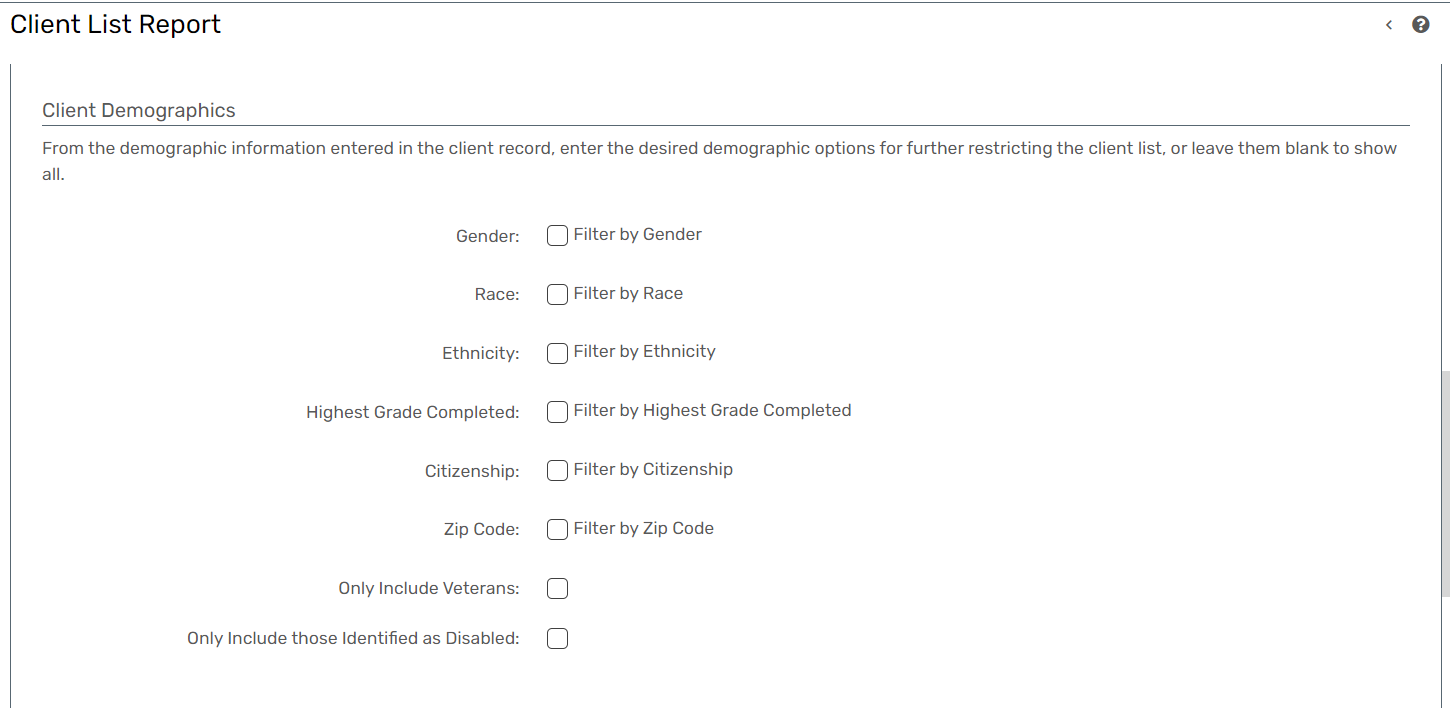 Client List Report
Client Demographics
From the demographic information entered in the client record, enter the desired demographic options for further restricting the client list, or leave them blank to show
all.
Gender: Filter by Gender
Race: Filter by Race
Ethnicity: Filter by Ethnicity
Highest Grade Completed: Filter by Highest Grade Completed
Citizenship: Filter by Citizenship
Zip Code: Filter by Zip Code
Only Include Veterans:
Only Include those Identified as Disabled: